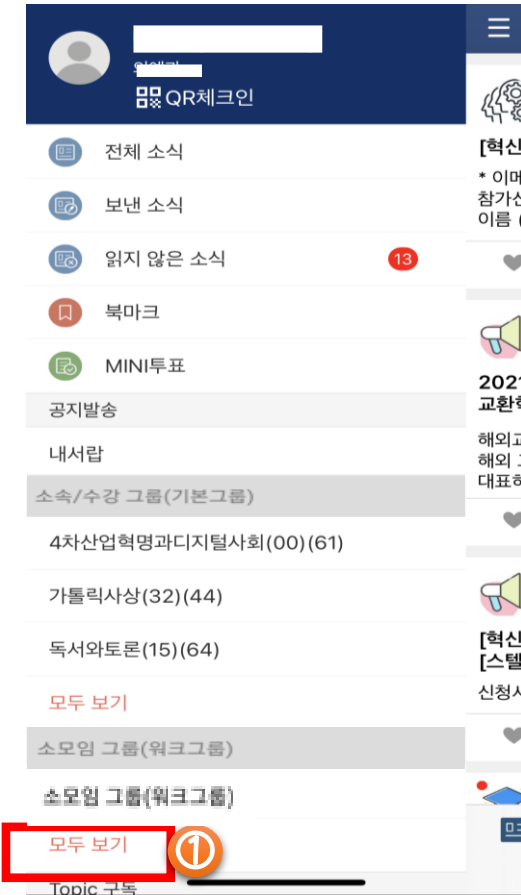 QR체크인
전체 소식
보낸 소식
읽지 않은 소식 13
북마크
MINI투표
공지발송
내서랍
소속/수강 그룹(기본그룹)
4차산업혁명과디지털사회(00)(61)
가톨릭사상(32)(44)
독서와토론(15)(64)
모두 보기
소모임 그룹(워크그룹)
소모임 그룹(워크그룹)
모두 보기
①
Topic 구독
[혁신
* 이메
참가신
이름 (
2021
교환학
해외교
해외
대표하
[혁신
[스텔
신청시